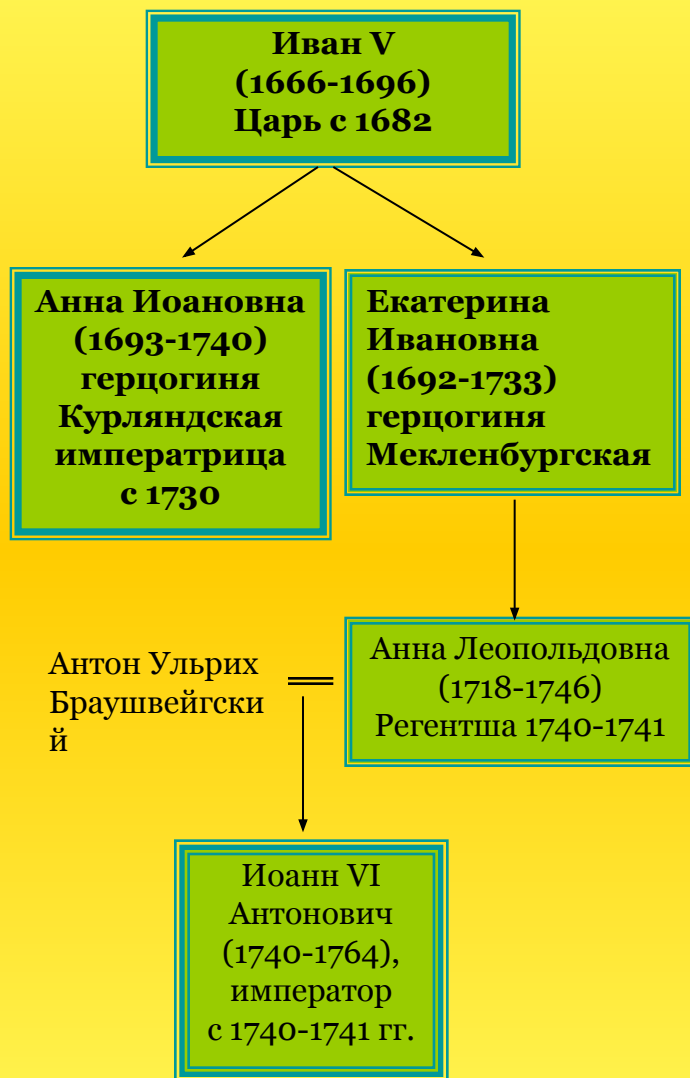 Иван V
(1666-1696)
Царь с 1682
Анна Иоановна
(1693-1740)
герцогиня
Курляндская
императрица
с 1730
Екатерина
Ивановна
(1692-1733)
герцогиня
Мекленбургская
Антон Ульрих
Браушвейгски
й
Анна Леопольдовна
(1718-1746)
Регентша 1740-1741
Иоанн VI
Антонович
(1740-1764),
император
с 1740-1741 гг.